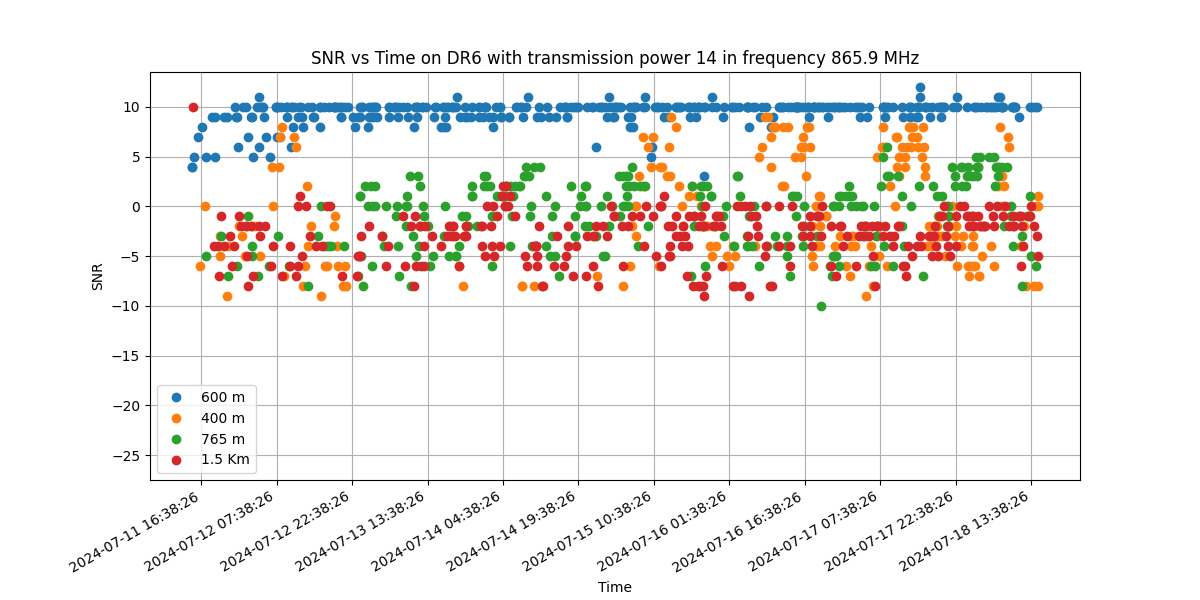 SNR vs Time on DR6 with transmission power 14 in frequency 865.9 MHz
SNR
10
5
0
−5
−10
−15
−20
−25
600 m
400 m
765 m
1.5 Km
2024-07-11 16:38:26
2024-07-12 07:38:26
2024-07-12 22:38:26
2024-07-13 13:38:26
2024-07-14 04:38:26
2024-07-14 19:38:26
2024-07-15 10:38:26
2024-07-16 01:38:26
2024-07-16 16:38:26
2024-07-17 07:38:26
2024-07-17 22:38:26
2024-07-18 13:38:26
Time